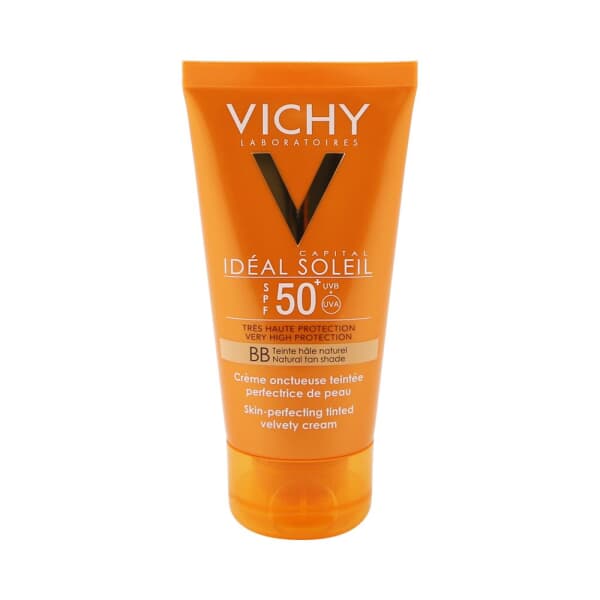 VICHY
LABORATOIRES
V
CAPITAL
IDÉAL SOLEIL
SPF 50+ UVB + UVA
TRÈS HAUTE PROTECTION
VERY HIGH PROTECTION
BB Teinte hâle naturel
Natural tan shade
Crème onctueuse teintée
perfectrice de peau
Skin-perfecting tinted
velvety cream